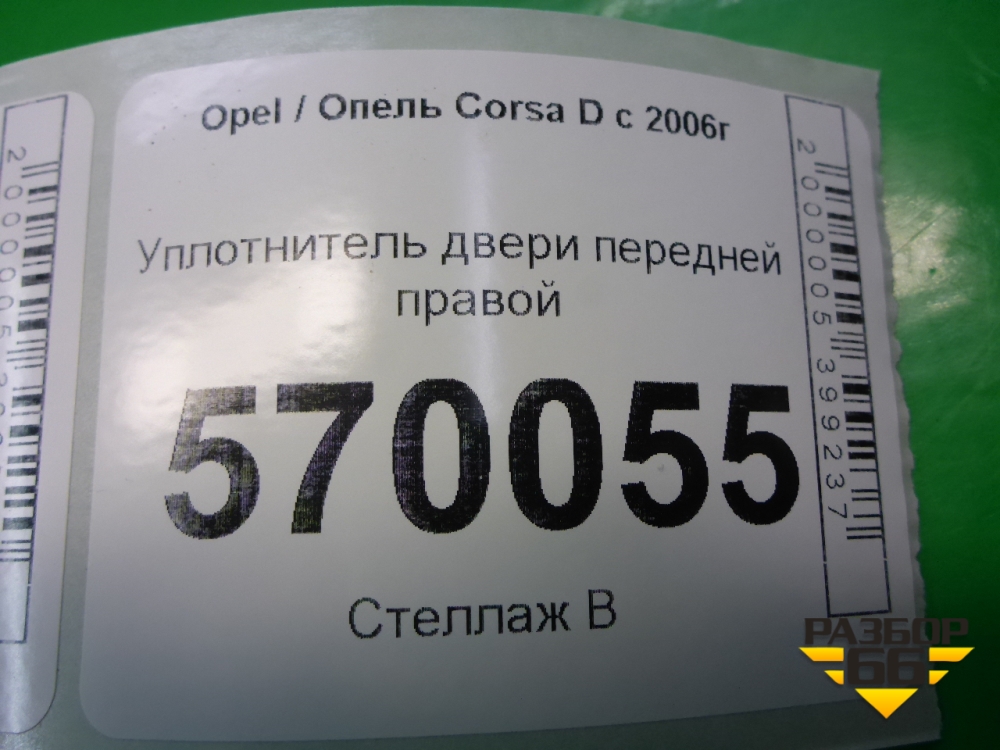 Opel / Опель Corsa D с 2006г
Уплотнитель двери передней
правой
570055
Стеллаж В
2000005399237
РАЗБОР
66